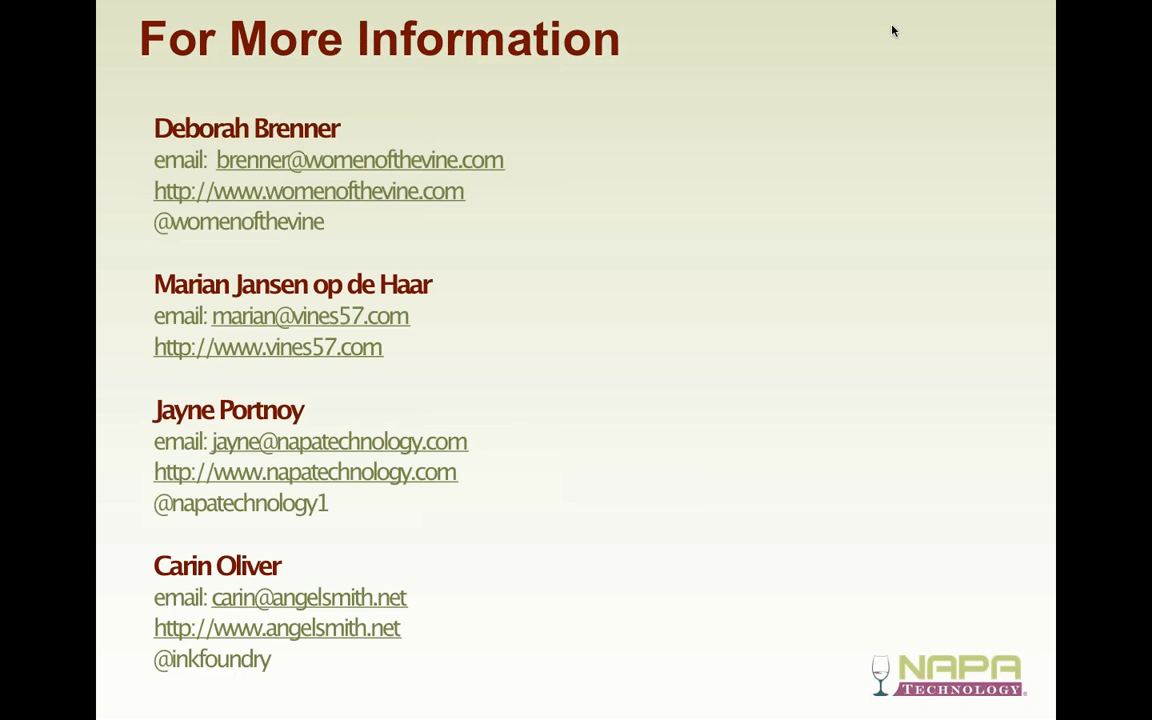 For More Information
Deborah Brenner
email: brenner@womenofthevine.com
http://www.womenofthevine.com
@womenofthevine
Marian Jansen op de Haar
email: marian@vines57.com
http://www.vines57.com
Jayne Portnoy
email: jayne@napatechnology.com
http://www.napatechnology.com
@napatechnology1
Carin Oliver
email: carin@angelsmith.net
http://www.angelsmith.net
@inkfoundry
NAPA
TECHNOLOGY®